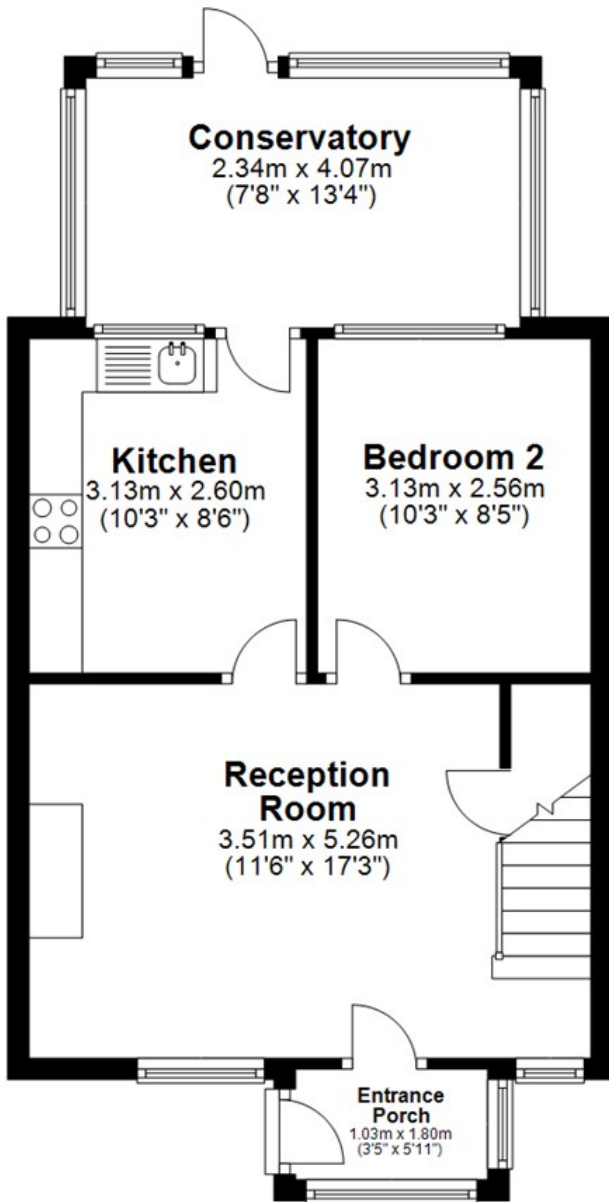 Conservatory
2.34m x 4.07m
(7'8" x 13'4")
Kitchen
3.13m x 2.60m
(10'3" x 8'6")
Bedroom 2
3.13m x 2.56m
(10'3" x 8'5")
Reception
Room
3.51m x 5.26m
(11'6" x 17'3")
Entrance
Porch
1.03m x 1.80m
(3'5" x 5'11")